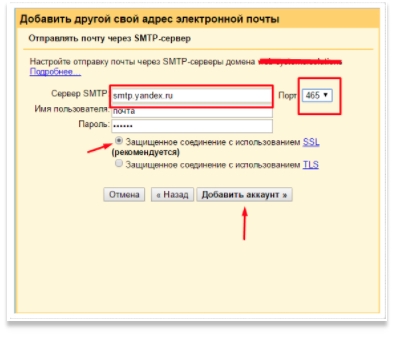 Добавить другой свой адрес электронной почты
Отправлять почту через SMTP-сервер
Настройте отправку почты через SMTP-серверы домена
Подробнее...
Сервер SMTP: smtp.yandex.ru Порт: 465
Имя пользователя: почта
Пароль: ••••••
Защищенное соединение с использованием SSL
(рекомендуется)
Защищенное соединение с использованием TLS
Отмена « Назад Добавить аккаунт »